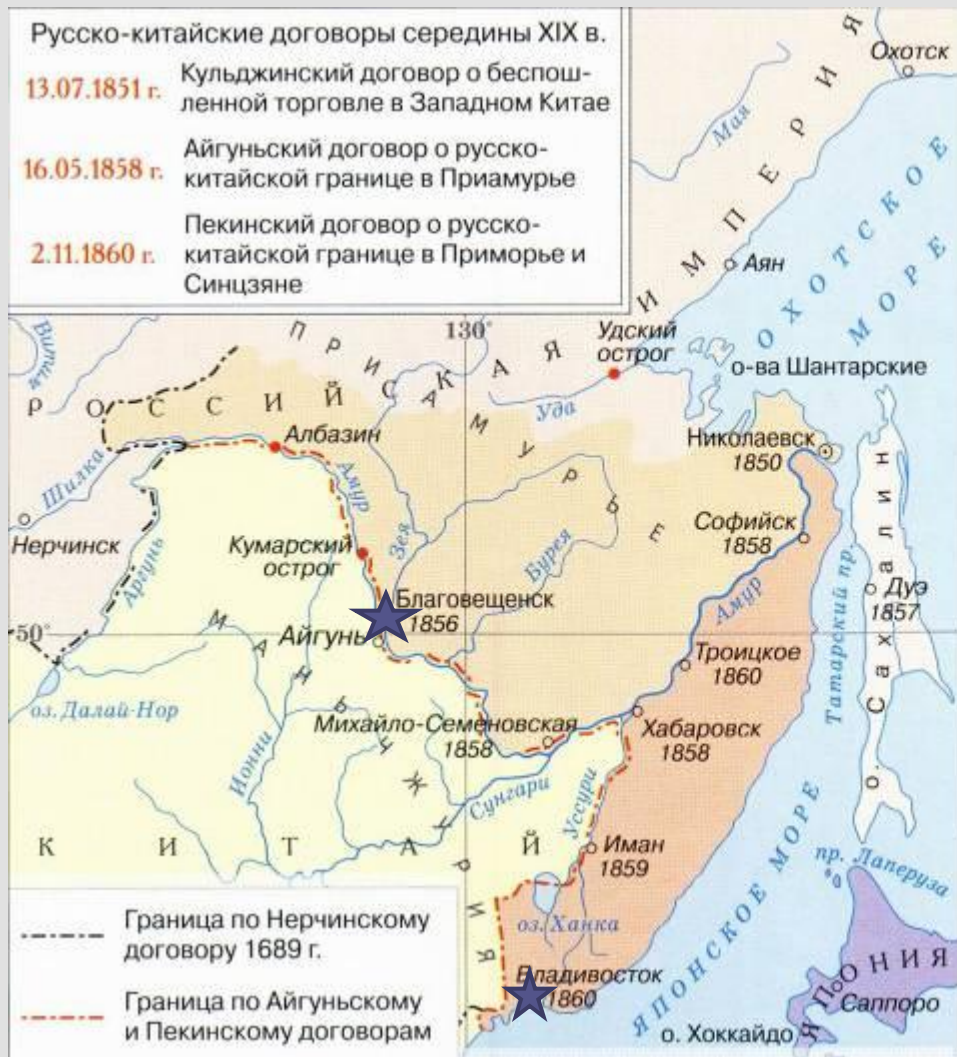 Русско-китайские договоры середины XIX в.
13.07.1851 г. Кульджинский договор о беспош-
ленной торговле в Западном Китае
16.05.1858 г. Айгуньский договор о русско-
китайской границе в Приамурье
2.11.1860 г. Пекинский договор о русско-
китайской границе в Приморье и
Синцзяне
Охотск
Мая
РОССИЙСКАЯ ИМПЕРИЯ
Аян
ОХОТСКОЕ
МОРЕ
130°
Удский
острог
о-ва Шантарские
Витим
ПРИАМУРЬЕ
Уда
Албазин
Николаевск
1850
Шилка
Амур
Нерчинск
Софийск
1858
Аргунь
Кумарский
острог
Зея
Бурея
Амур
Татарский пр.
о. Сахалин
Дуэ
1857
Благовещенск
1856
50°
Айгунь
Троицкое
1860
оз. Далай-Нор
МАНЬЧЖУРИЯ
Михайло-Семеновская
1858
Хабаровск
1858
Нонни
Сунгари
Уссури
КИТАЙ
Иман
1859
пр. Лаперуза
оз. Ханка
ЯПОНСКОЕ МОРЕ
Владивосток
1860
ЯПОНИЯ
Саппоро
о. Хоккайдо
Граница по Нерчинскому
договору 1689 г.
Граница по Айгуньскому
и Пекинскому договорам